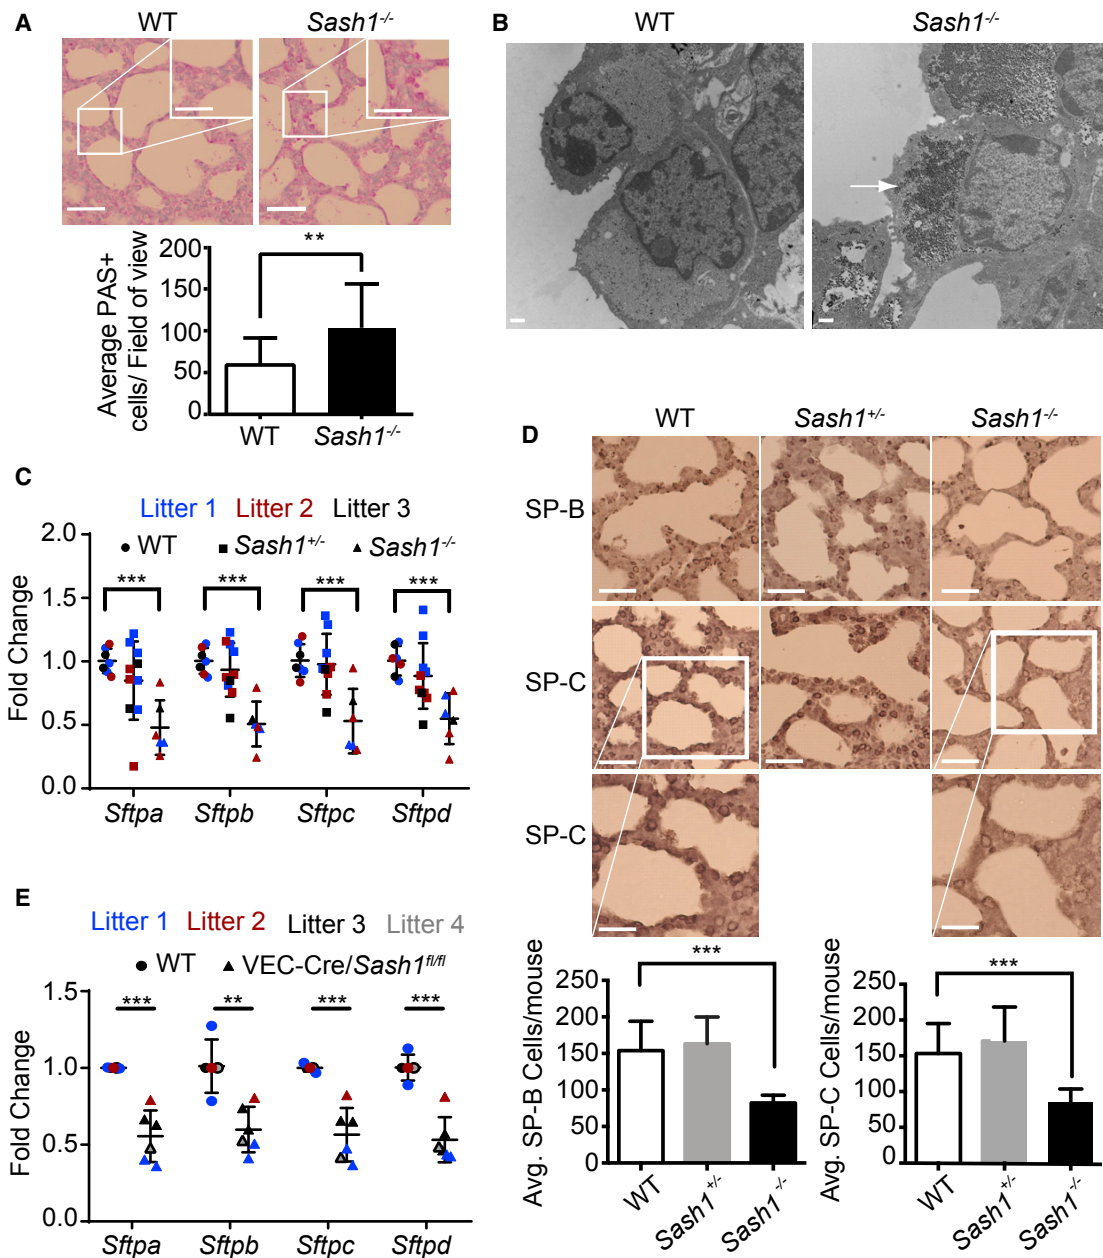 A
WT Sash1-/-
**
Average PAS+ cells/ Field of view
200
150
100
50
0
WT Sash1-/-
B
WT Sash1-/-
C
Litter 1 Litter 2 Litter 3
WT Sash1+/- Sash1-/-
*** *** *** ***
Fold Change
2.0
1.5
1.0
0.5
0.0
Sftpa Sftpb Sftpc Sftpd
D
WT Sash1+/- Sash1-/-
SP-B
SP-C
SP-C
***
Avg. SP-B Cells/mouse
250
200
150
100
50
0
WT Sash1+/- Sash1-/-
***
Avg. SP-C Cells/mouse
250
200
150
100
50
0
WT Sash1+/- Sash1-/-
E
Litter 1 Litter 2 Litter 3 Litter 4
WT VEC-Cre/Sash1fl/fl
*** ** *** ***
Fold Change
1.5
1.0
0.5
0.0
Sftpa Sftpb Sftpc Sftpd